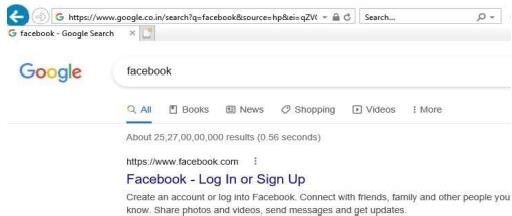 https://www.google.co.in/search?q=facebook&source=hp&ei=qZV( Search...
facebook - Google Search
Google facebook
All Books News Shopping Videos More
About 25,27,00,00,000 results (0.56 seconds)
https://www.facebook.com
Facebook - Log In or Sign Up
Create an account or log into Facebook. Connect with friends, family and other people you
know. Share photos and videos, send messages and get updates.